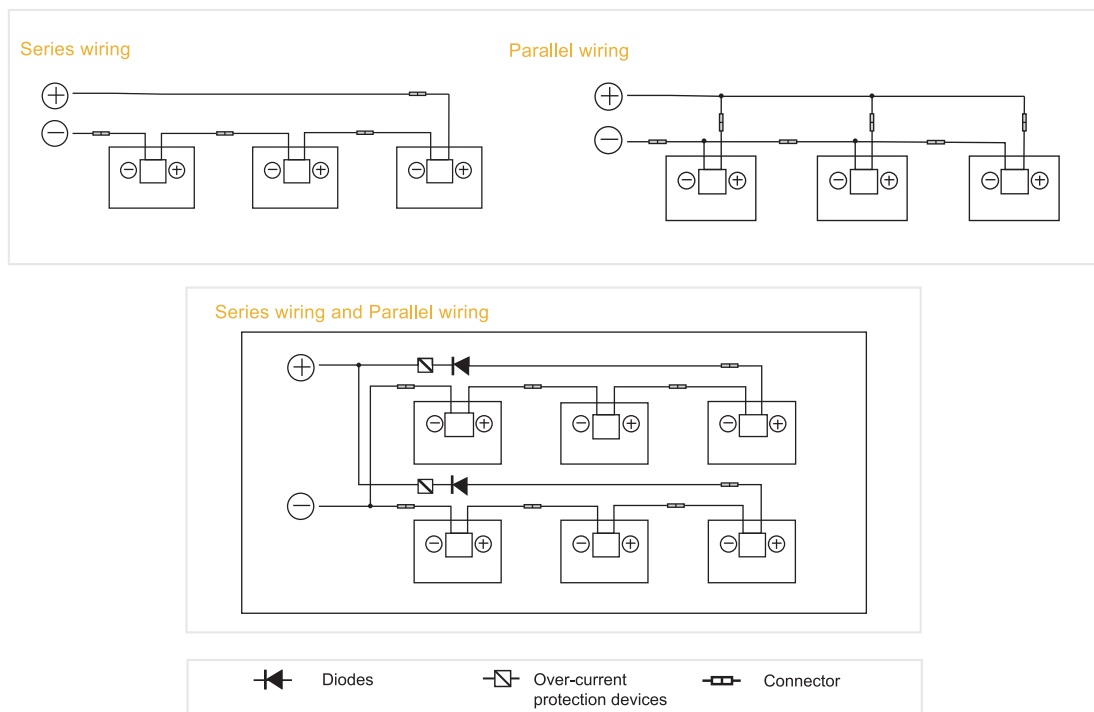 Series wiring
Parallel wiring
Series wiring and Parallel wiring
Diodes
Over-current
protection devices
Connector